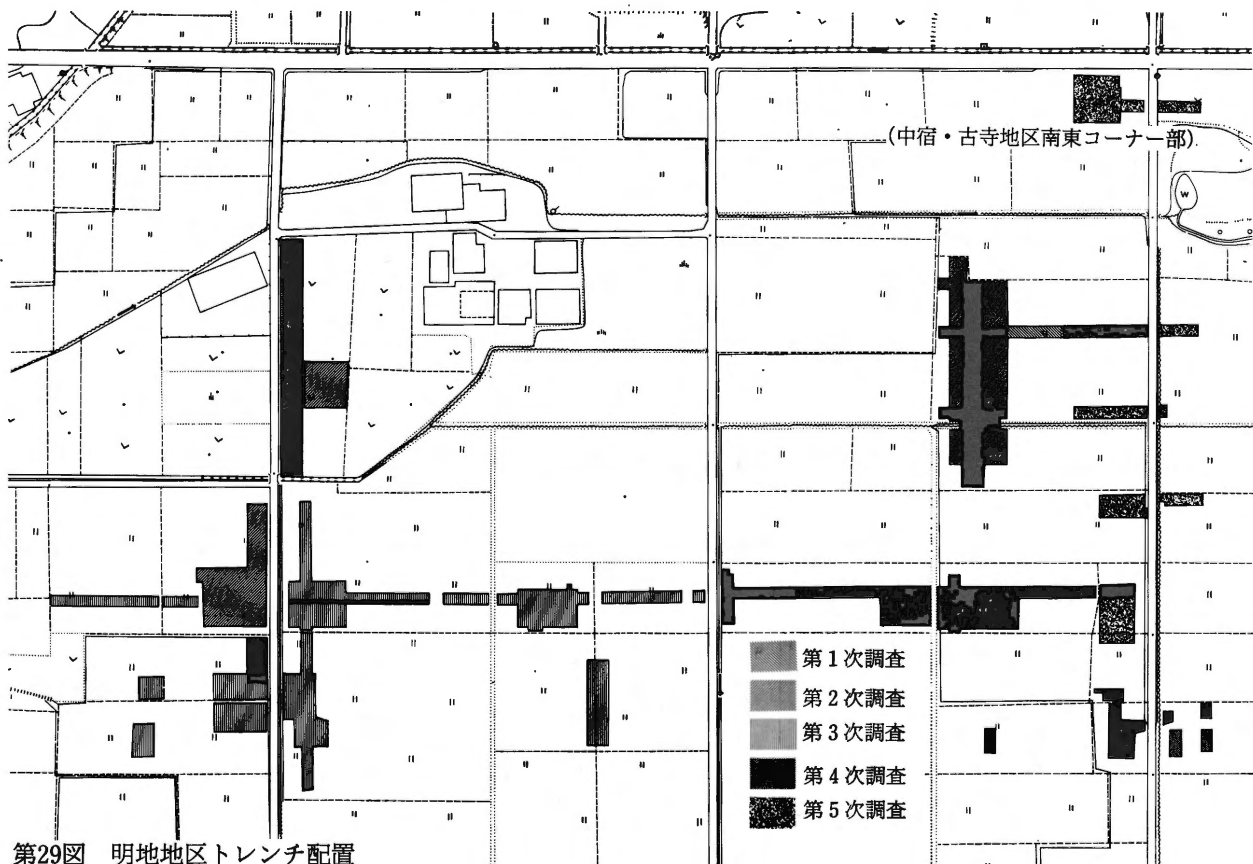 (中宿・古寺地区南東コーナー部)
W
第1次調査
第2次調査
第3次調査
第4次調査
第5次調査
第29図 明地地区トレンチ配置